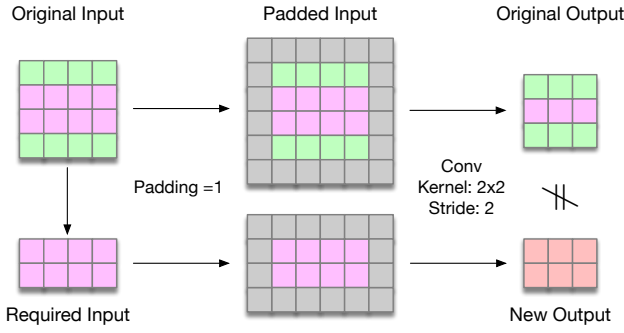 Original Input
Padded Input
Original Output
Padding =1
Conv
Kernel: 2x2
Stride: 2
Required Input
New Output